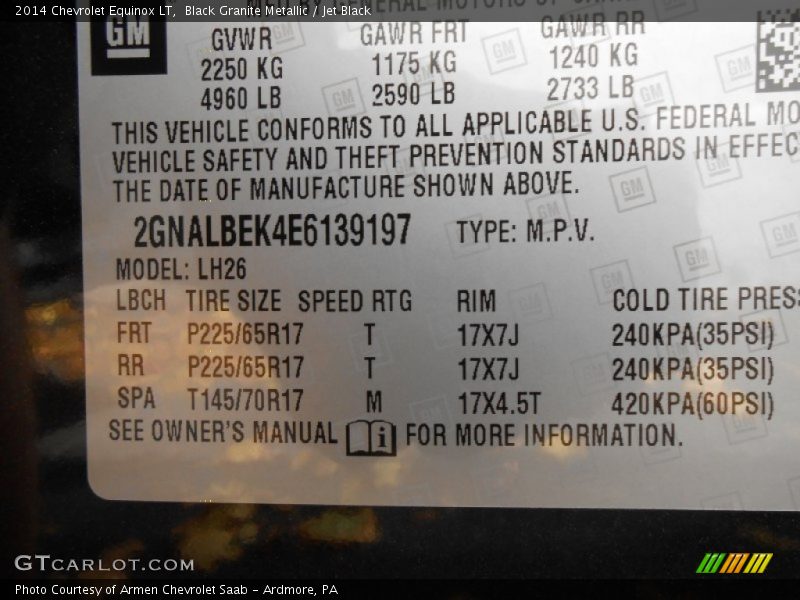 2014 Chevrolet Equinox LT, Black Granite Metallic / Jet Black
GM
GVWR GAWR FRT GAWR RR
2250 KG 1175 KG 1240 KG
4960 LB 2590 LB 2733 LB
THIS VEHICLE CONFORMS TO ALL APPLICABLE U.S. FEDERAL MO
VEHICLE SAFETY AND THEFT PREVENTION STANDARDS IN EFFEC
THE DATE OF MANUFACTURE SHOWN ABOVE.
2GNALBEK4E6139197 TYPE: M.P.V.
MODEL: LH26
LBCH TIRE SIZE SPEED RTG RIM COLD TIRE PRESS
FRT P225/65R17 T 17X7J 240KPA(35PSI)
RR P225/65R17 T 17X7J 240KPA(35PSI)
SPA T145/70R17 M 17X4.5T 420KPA(60PSI)
SEE OWNER'S MANUAL i FOR MORE INFORMATION.
GTCARLOT.COM
Photo Courtesy of Armen Chevrolet Saab - Ardmore, PA